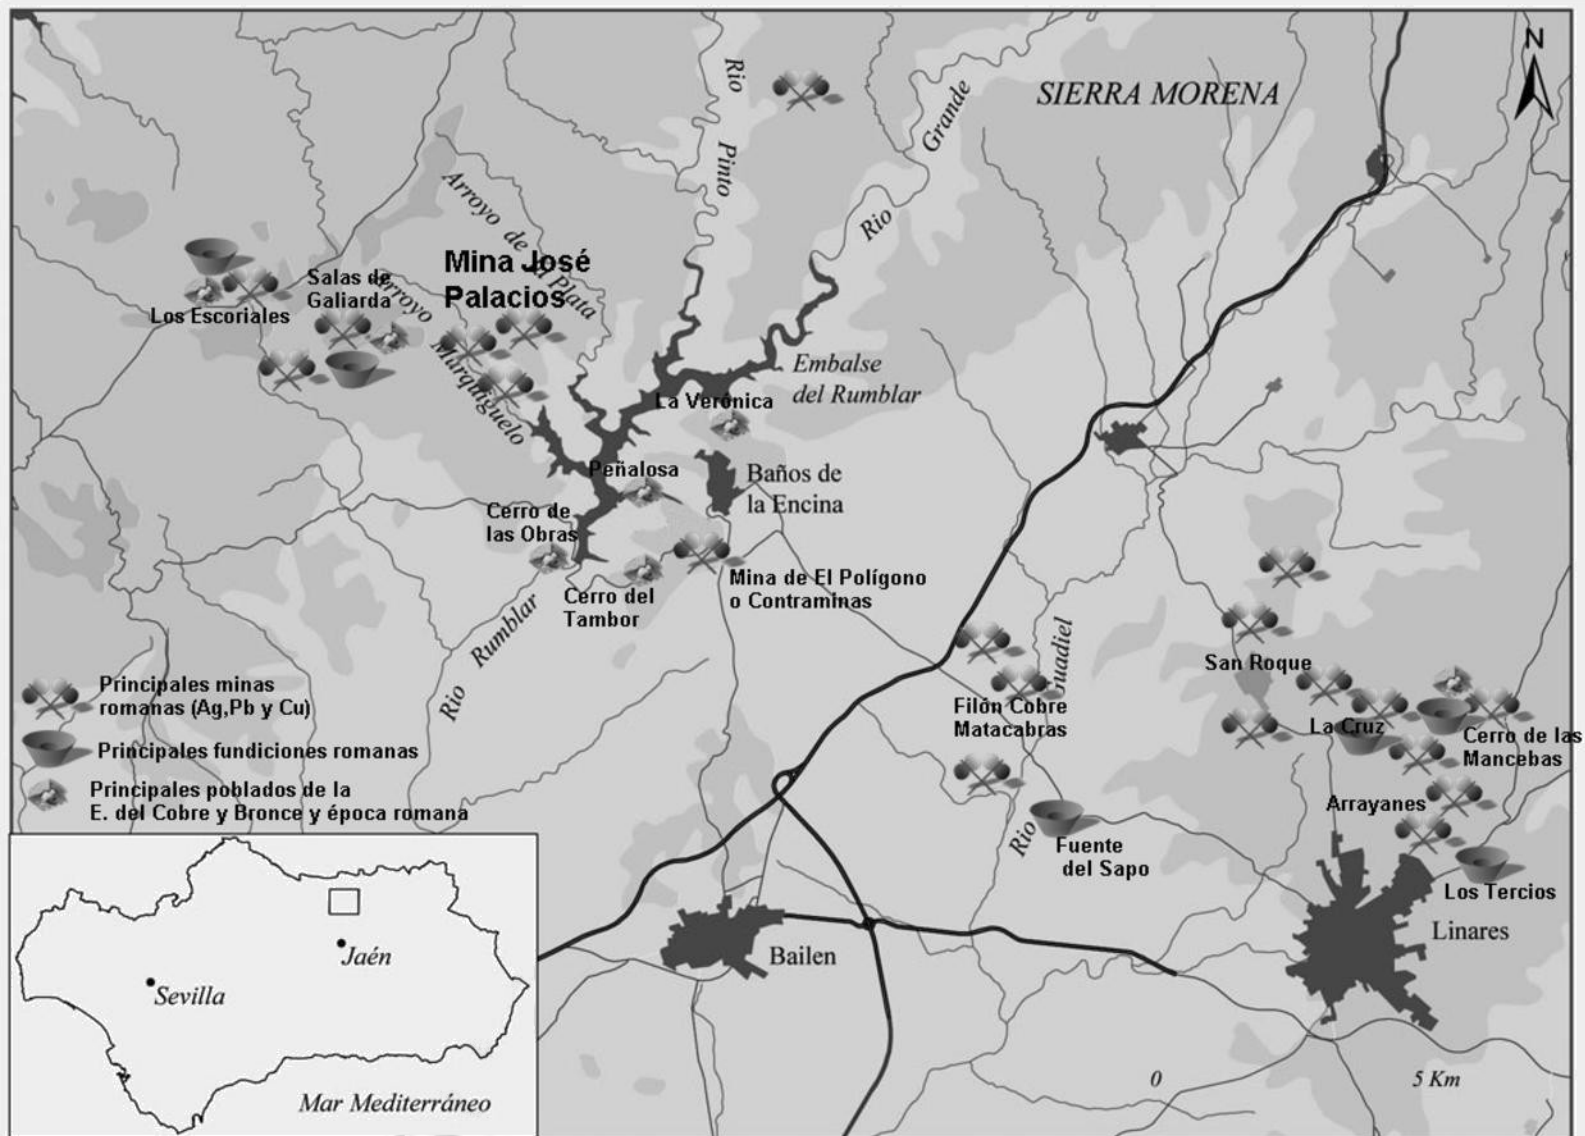 N
SIERRA MORENA
Rio
Pinto
Rio
Grande
Arroyo de la Plata
Mina José
Palacios
Salas de
Galiarda
Arroyo
Murquiguelo
Los Escoriales
Embalse
del Rumblar
La Verónica
Peñalosa
Baños de
la Encina
Cerro de
las Obras
Cerro del
Tambor
Mina de El Polígono
o Contraminas
Rio
Rumblar
Guadiel
Rio
Filón Cobre
Matacabras
San Roque
La Cruz
Cerro de las
Mancebas
Arrayanes
Fuente
del Sapo
Los Tercios
Linares
Bailen
Principales minas
romanas (Ag,Pb y Cu)
Principales fundiciones romanas
Principales poblados de la
E. del Cobre y Bronce y época romana
Jaén
Sevilla
Mar Mediterráneo
0
5 Km